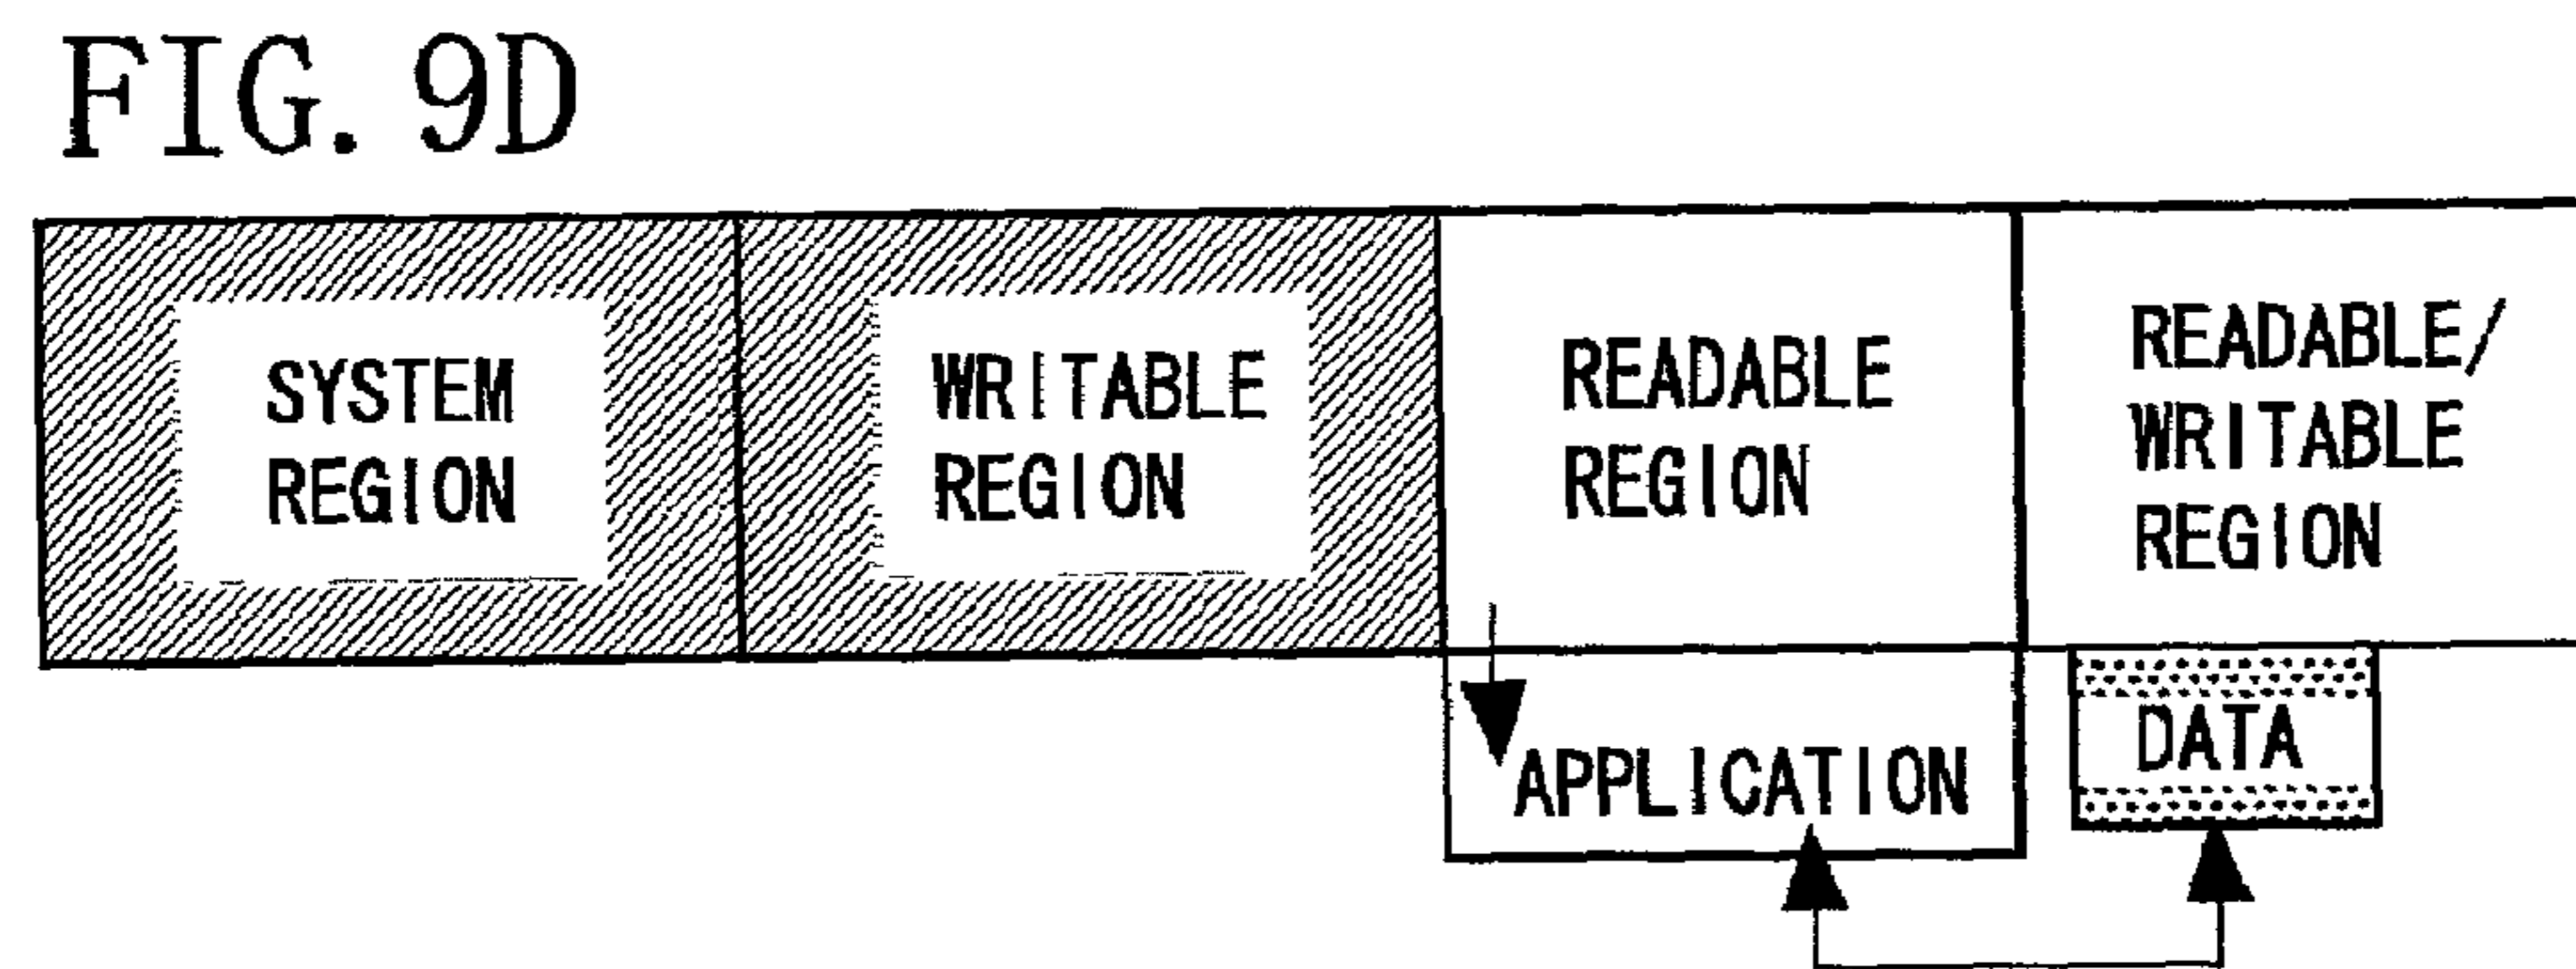 FIG. 9D
SYSTEM
REGION
WRITABLE
REGION
READABLE
REGION
READABLE/
WRITABLE
REGION
APPLICATION
DATA